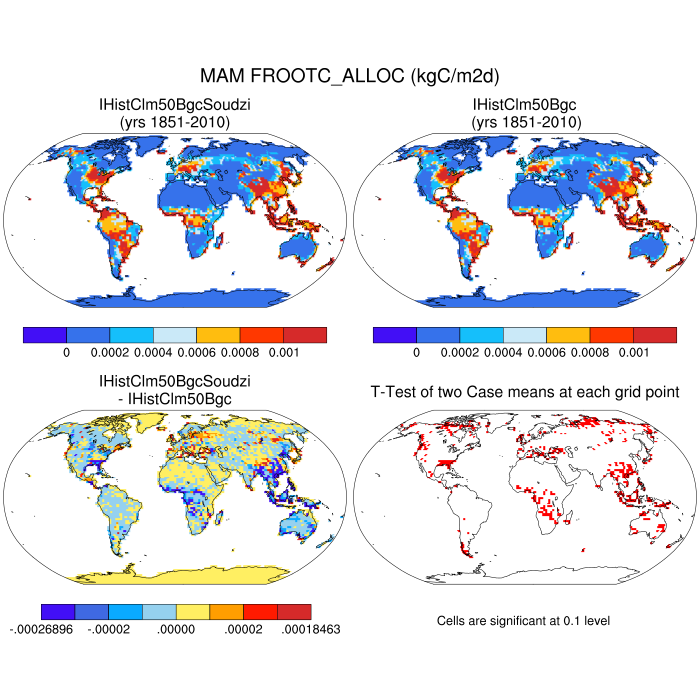 MAM FROOTC_ALLOC (kgC/m2d)
IHistClm50BgcSoudzi
(yrs 1851-2010)
IHistClm50Bgc
(yrs 1851-2010)
0 0.0002 0.0004 0.0006 0.0008 0.001
0 0.0002 0.0004 0.0006 0.0008 0.001
IHistClm50BgcSoudzi
- IHistClm50Bgc
T-Test of two Case means at each grid point
-.00026896 -.00002 .00000 .00002 .00018463
Cells are significant at 0.1 level